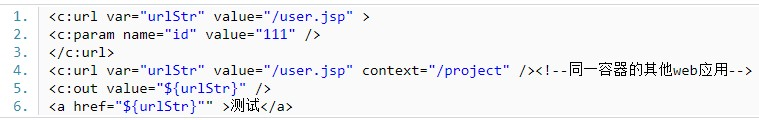 1. <c:url var="urlStr" value="/user.jsp" >
2. <c:param name="id" value="111" />
3. </c:url>
4. <c:url var="urlStr" value="/user.jsp" context="/project" /><!--同一容器的其他web应用-->
5. <c:out value="${urlStr}" />
6. <a href="${urlStr}"" >测试</a>